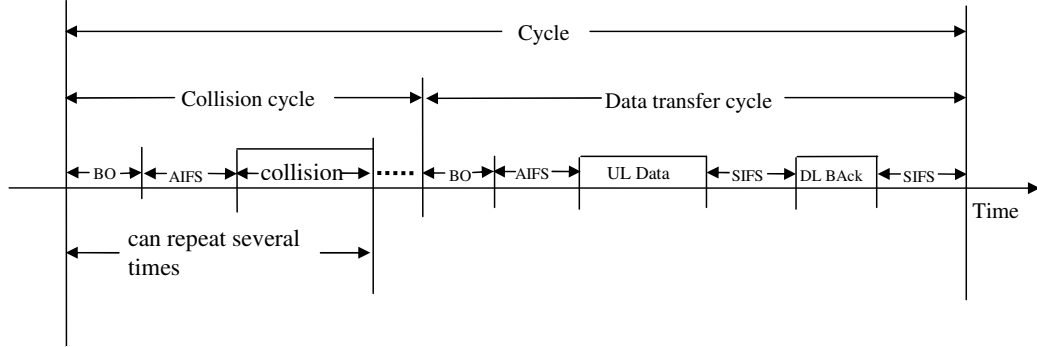 Cycle
Collision cycle
Data transfer cycle
BO
AIFS
collision
BO
AIFS
UL Data
SIFS
DL BAck
SIFS
Time
can repeat several
times